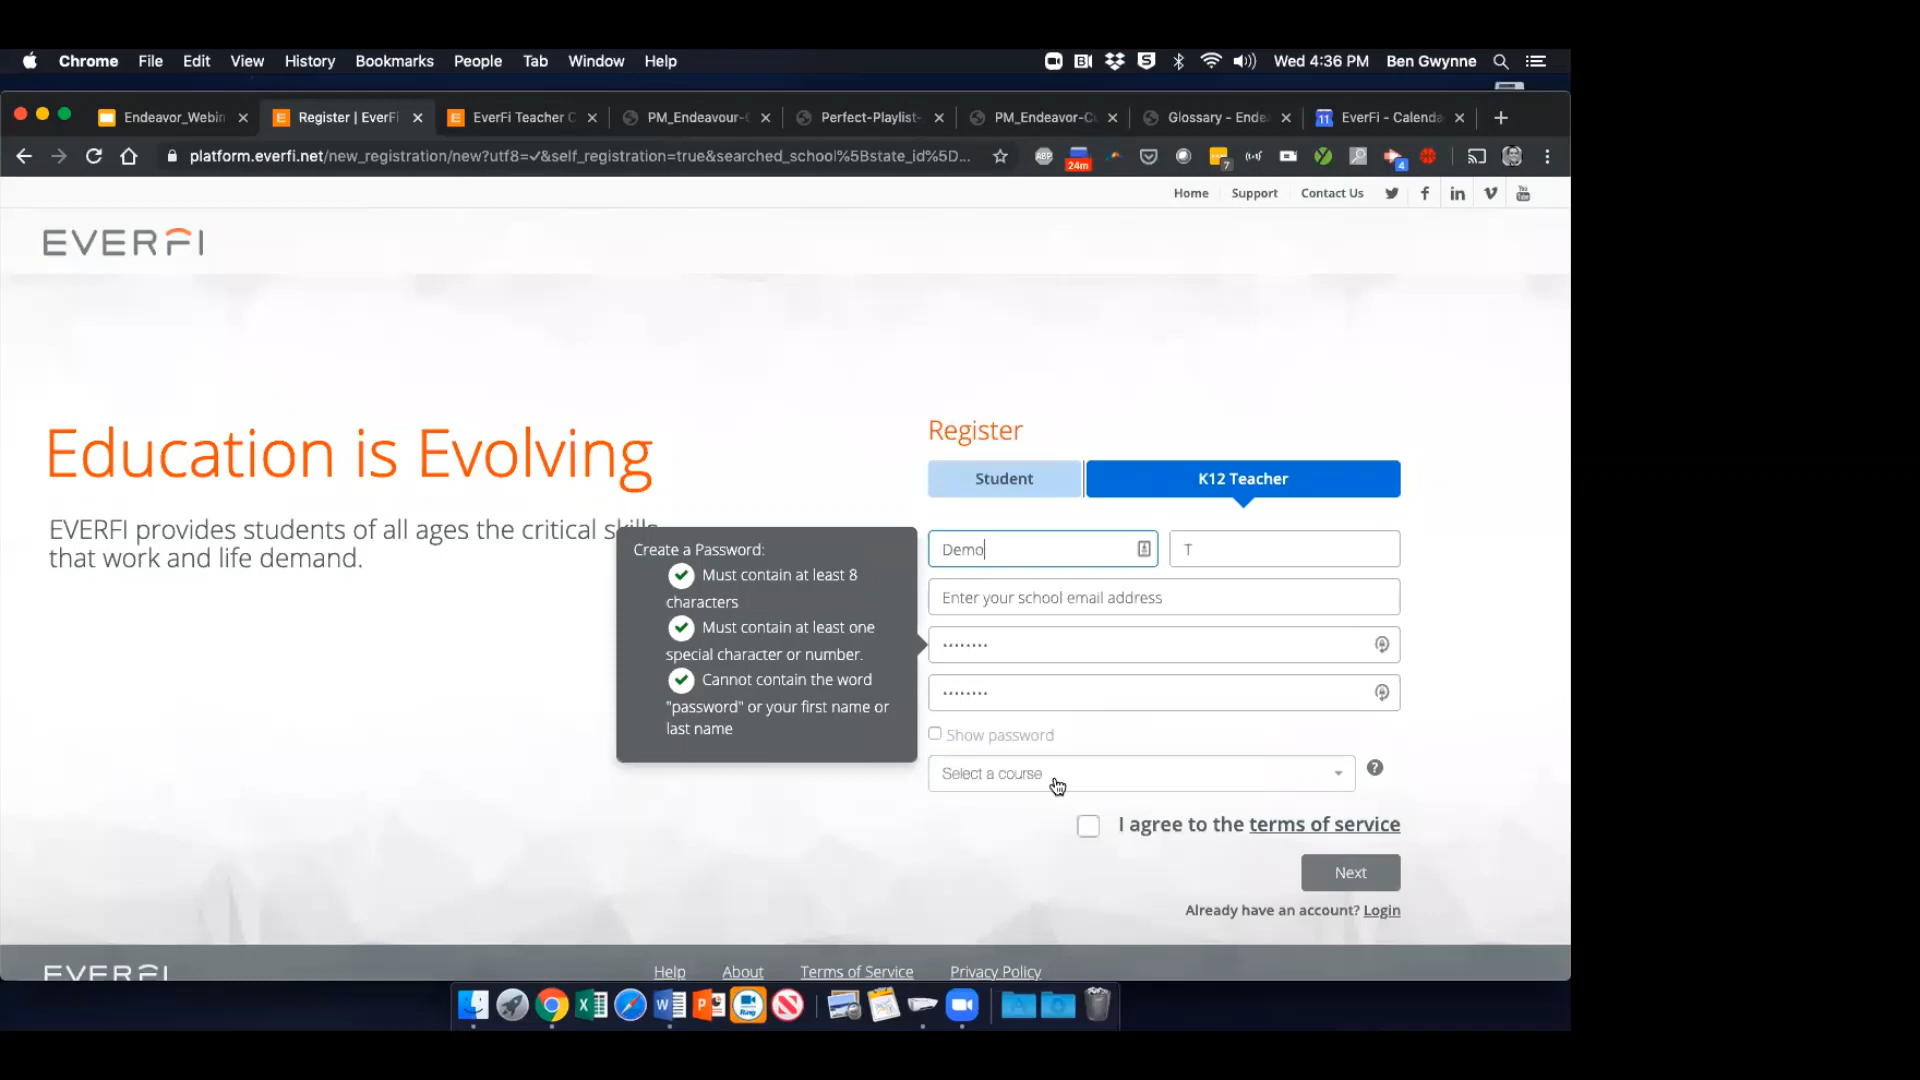 Chrome File Edit View History Bookmarks People Tab Window Help Wed 4:36 PM Ben Gwynne
Endeavor_Webin Register | EverFi EverFi Teacher C PM_Endeavour- Perfect-Playlist- PM_Endeavor-C Glossary - Ende EverFi - Calenda
platform.everfi.net/new_registration/new?utf8=✓&self_registration=true&searched_school%5Bstate_id%5D... ABP 24m 7 4
Home Support Contact Us
EVERFI
Education is Evolving
EVERFI provides students of all ages the critical skills
that work and life demand.
Register
Student K12 Teacher
Demo T
Enter your school email address
Create a Password:
Must contain at least 8
characters
Must contain at least one
special character or number.
Cannot contain the word
"password" or your first name or
last name
........
........
Show password
Select a course ?
I agree to the terms of service
Next
Already have an account? Login
EVERFI
Help About Terms of Service Privacy Policy